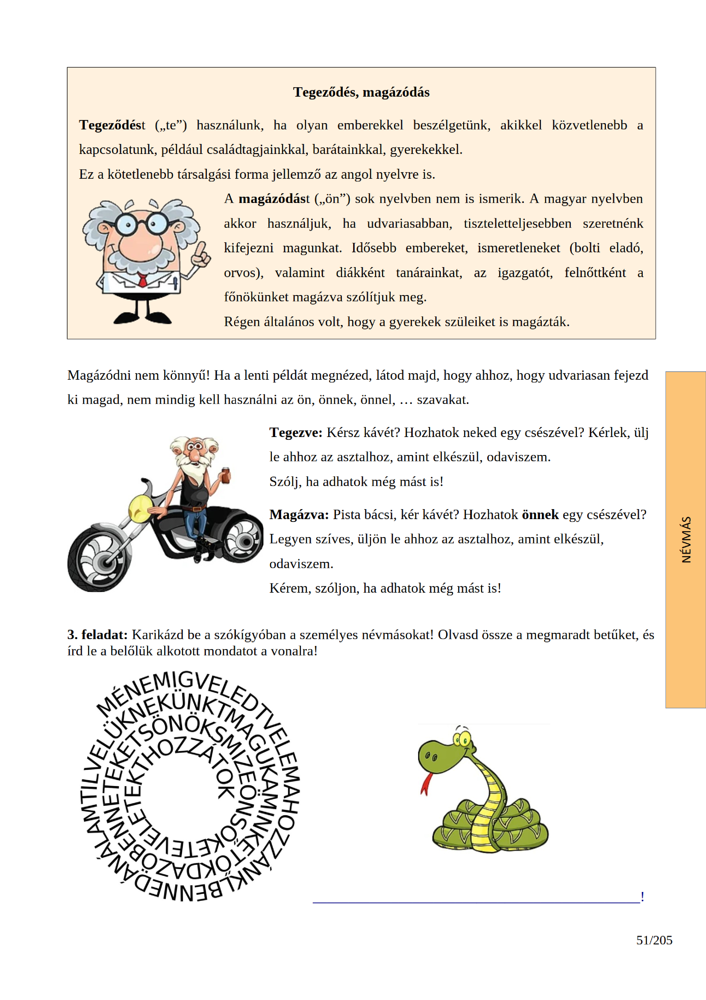 Tegeződés, magázódás
Tegeződést („te”) használunk, ha olyan emberekkel beszélgetünk, akikkel közvetlenebb a
kapcsolatunk, például családtagjainkkal, barátainkkal, gyerekekkel.
Ez a kötetlenebb társalgási forma jellemző az angol nyelvre is.
A magázódást („ön”) sok nyelvben nem is ismerik. A magyar nyelvben
akkor használjuk, ha udvariasabban, tiszteletteljesebben szeretnénk
kifejezni magunkat. Idősebb embereket, ismeretleneket (bolti eladó,
orvos), valamint diákként tanárainkat, az igazgatót, felnőttként a
főnökünket magázva szólítjuk meg.
Régen általános volt, hogy a gyerekek szüleiket is magázták.
Magázódni nem könnyű! Ha a lenti példát megnézed, látod majd, hogy ahhoz, hogy udvariasan fejezd
ki magad, nem mindig kell használni az ön, önnek, önnel, … szavakat.
Tegezve: Kérsz kávét? Hozhatok neked egy csészével? Kérlek, ülj
le ahhoz az asztalhoz, amint elkészül, odaviszem.
Szólj, ha adhatok még mást is!
Magázva: Pista bácsi, kér kávét? Hozhatok önnek egy csészével?
Legyen szíves, üljön le ahhoz az asztalhoz, amint elkészül,
odaviszem.
Kérem, szóljon, ha adhatok még mást is!
NÉVMÁS
3. feladat: Karikázd be a szókígyóban a személyes névmásokat! Olvasd össze a megmaradt betűket, és
írd le a belőlük alkotott mondatot a vonalra!
MÉNEMIGVELEDTVELEMAHOZZÁNKLBENNEDÁNÁLAMTILVELÜKNEKÜNKTMAGUKAMINKÉTŐKDAZÖBENNETEKETSÖNÖKSMIZEÖNSŐKETEVELETEKTHOZZÁTOK
!
51/205